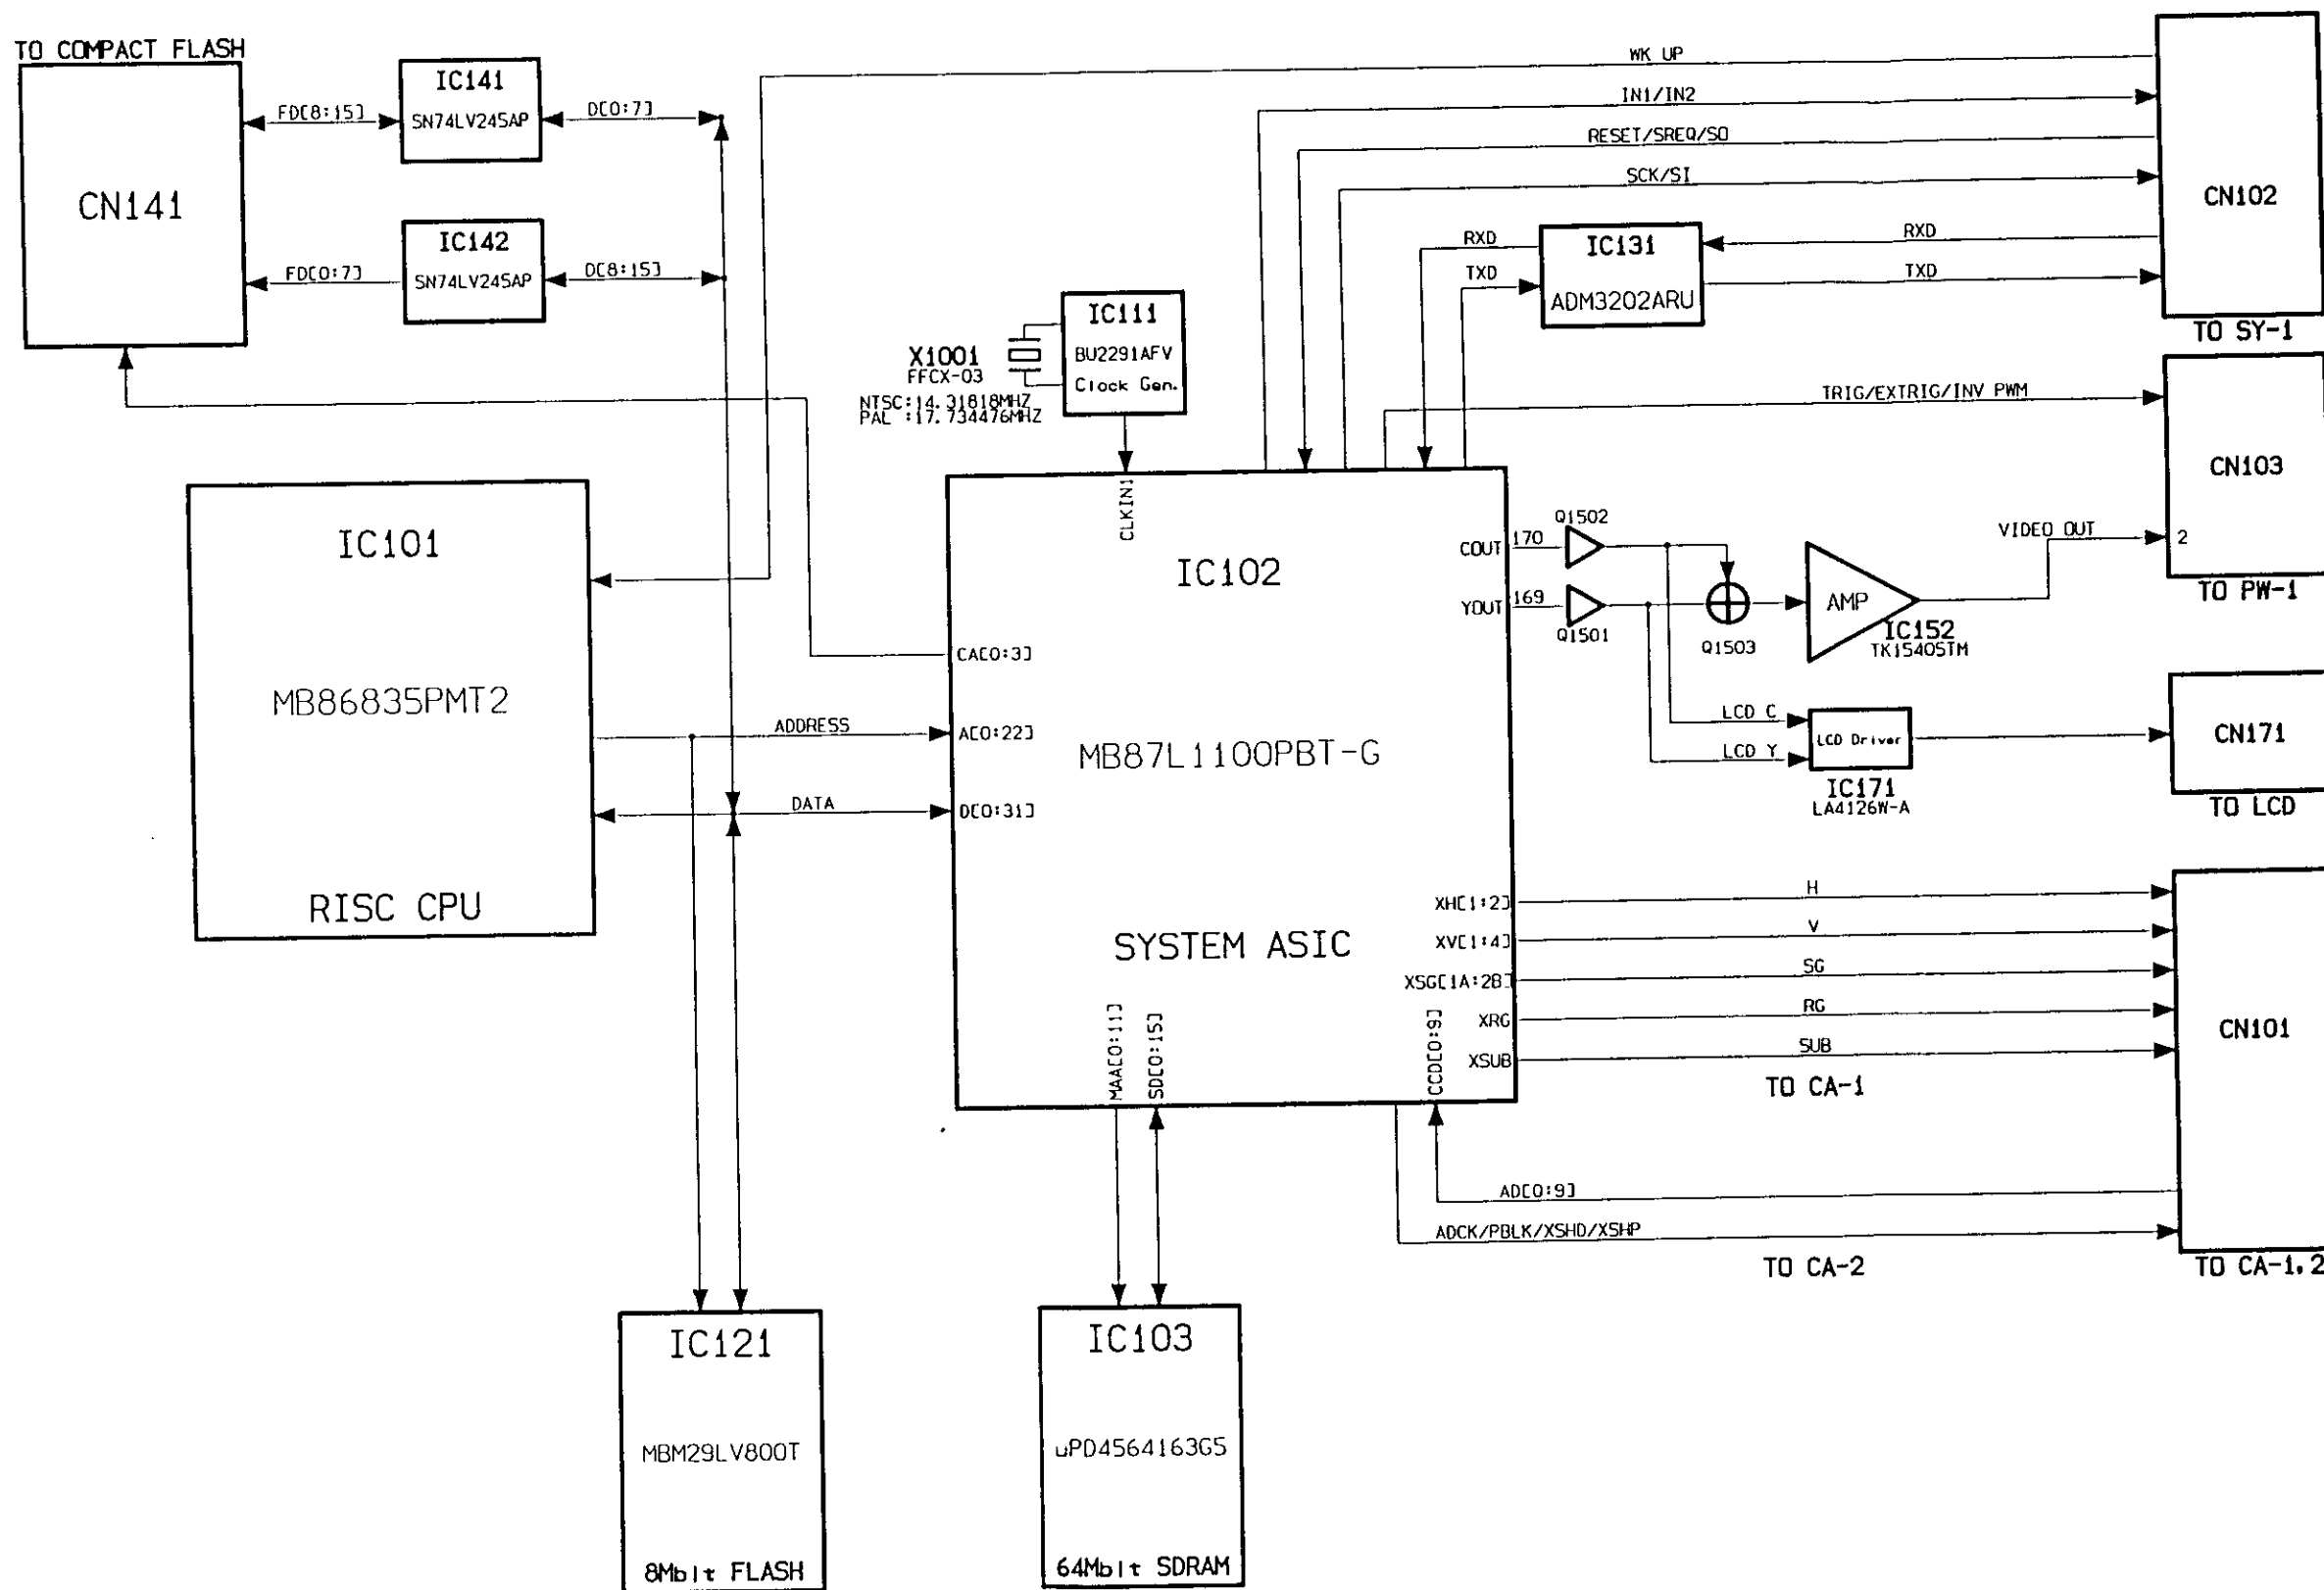 TO COMPACT FLASH
CN141
FD[8:15]
IC141
SN74LV245AP
D[0:7]
FD[0:7]
IC142
SN74LV245AP
D[8:15]
WK UP
IN1/IN2
RESET/SREQ/SO
SCK/SI
RXD
TXD
IC131
ADM3202ARU
RXD
TXD
CN102
TO SY-1
X1001
FFCX-03
NTSC:14.31818MHZ
PAL :17.734476MHZ
IC111
BU2291AFV
Clock Gen.
TRIG/EXTRIG/INV PWM
CN103
VIDEO OUT
2
TO PW-1
IC101
MB86835PMT2
RISC CPU
ADDRESS
DATA
CLKIN1
IC102
MB87L1100PBT-G
SYSTEM ASIC
CA[0:3]
A[0:22]
D[0:31]
COUT
170
YOUT
169
Q1502
Q1501
Q1503
AMP
IC152
TK15405TM
LCD C
LCD Y
LCD Driver
IC171
LA4126W-A
CN171
TO LCD
XH[1:2]
XV[1:4]
XSG[1A:2B]
XRG
XSUB
H
V
SG
RG
SUB
TO CA-1
CN101
MAA[0:11]
SD[0:15]
CCD[0:9]
AD[0:9]
ADCK/PBLK/XSHD/XSHP
TO CA-2
TO CA-1,2
IC121
MBM29LV800T
8Mbit FLASH
IC103
uPD4564163G5
64Mbit SDRAM